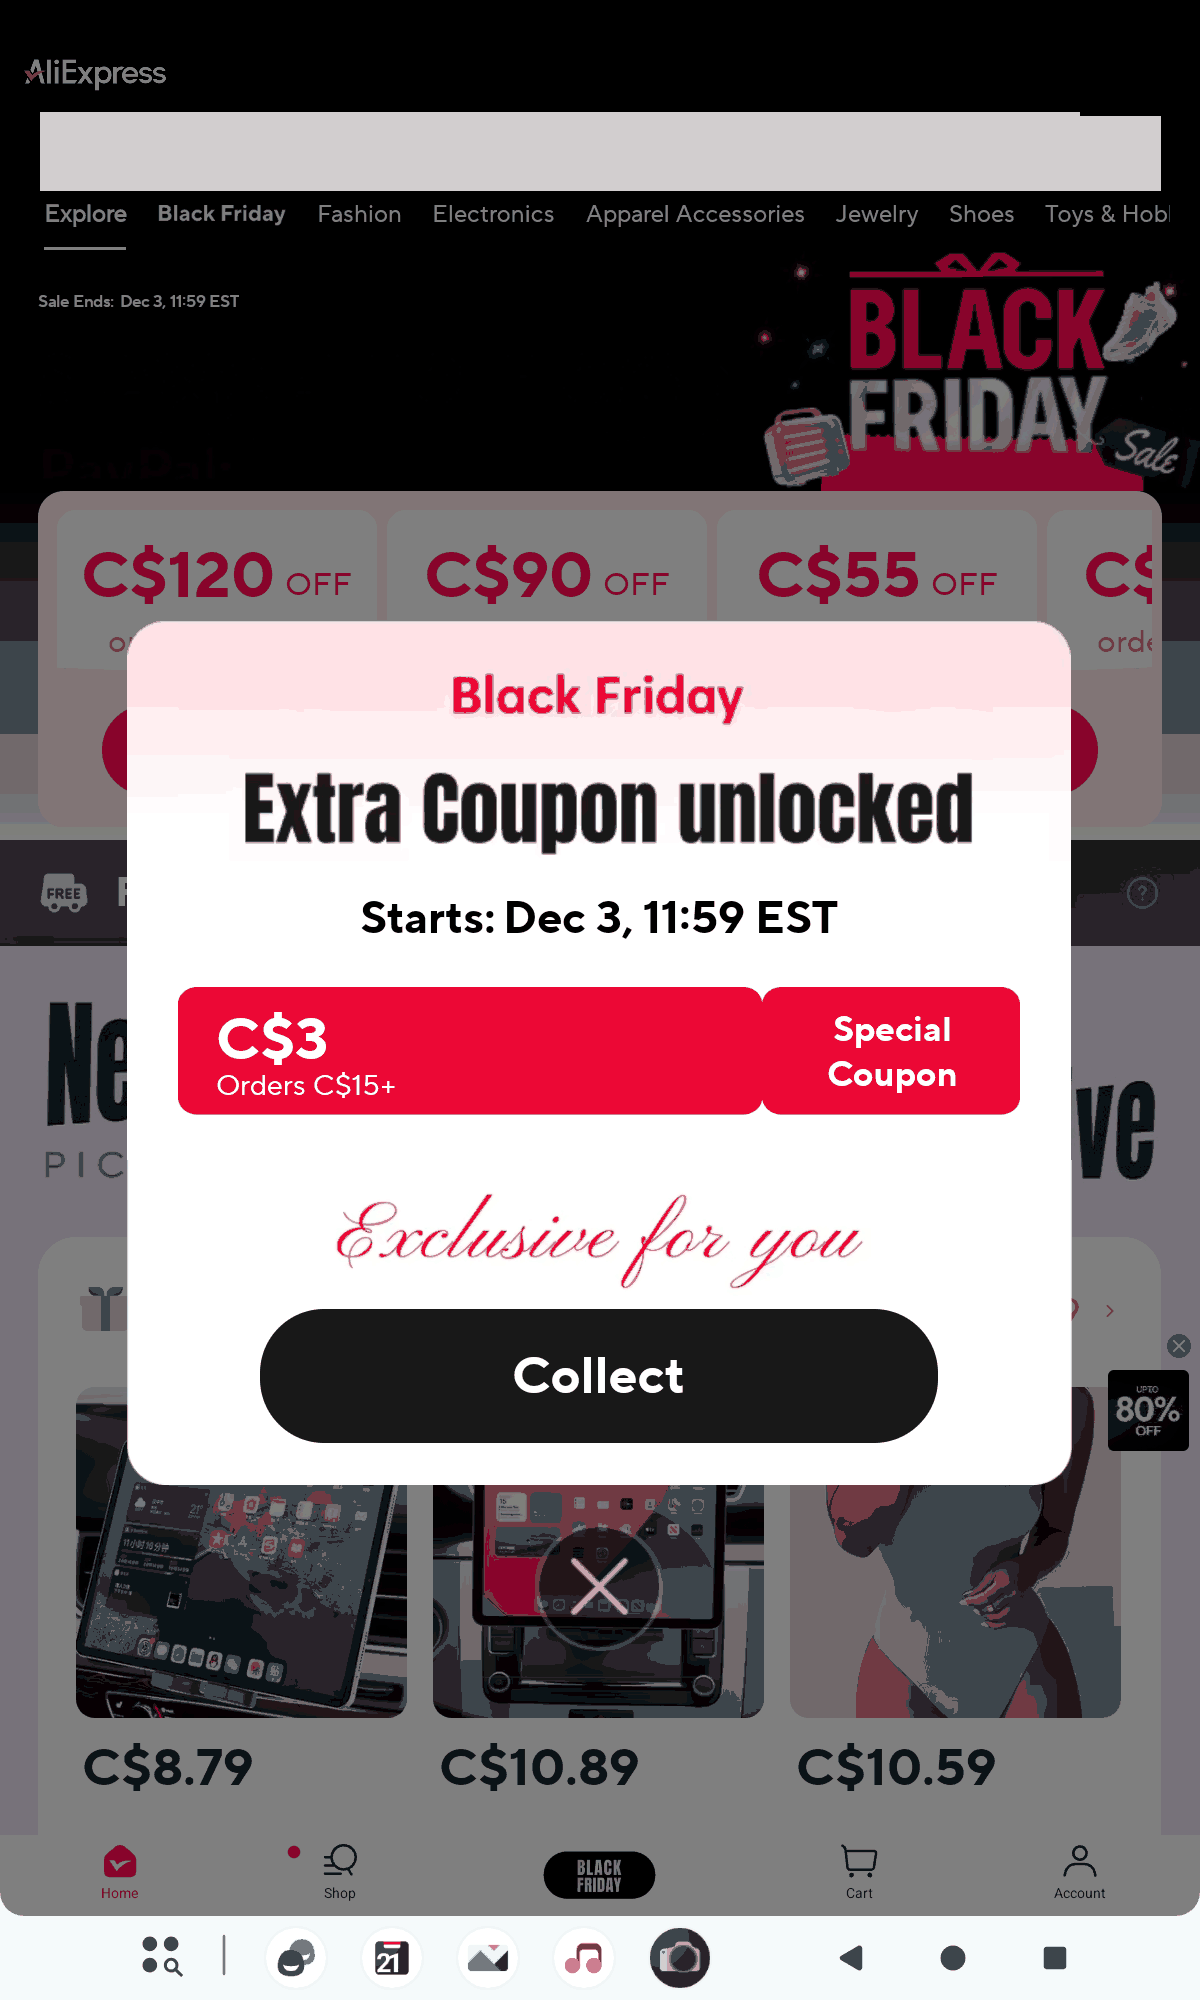 AliExpress
Explore Black Friday Fashion Electronics Apparel Accessories Jewelry Shoes Toys &
Sale Ends: Dec 3, 11:59 EST
BLACK
FRIDAY
Sale
C$120 OFF C$90 OFF C$55 OFF
Black Friday
Extra Coupon unlocked
Starts: Dec 3, 11:59 EST
FREE
C$3
Orders C$15+
Special
Coupon
Exclusive for you
Collect
UPTO
80%
OFF
C$8.79 C$10.89 C$10.59
Home Shop BLACK FRIDAY Cart Account
21